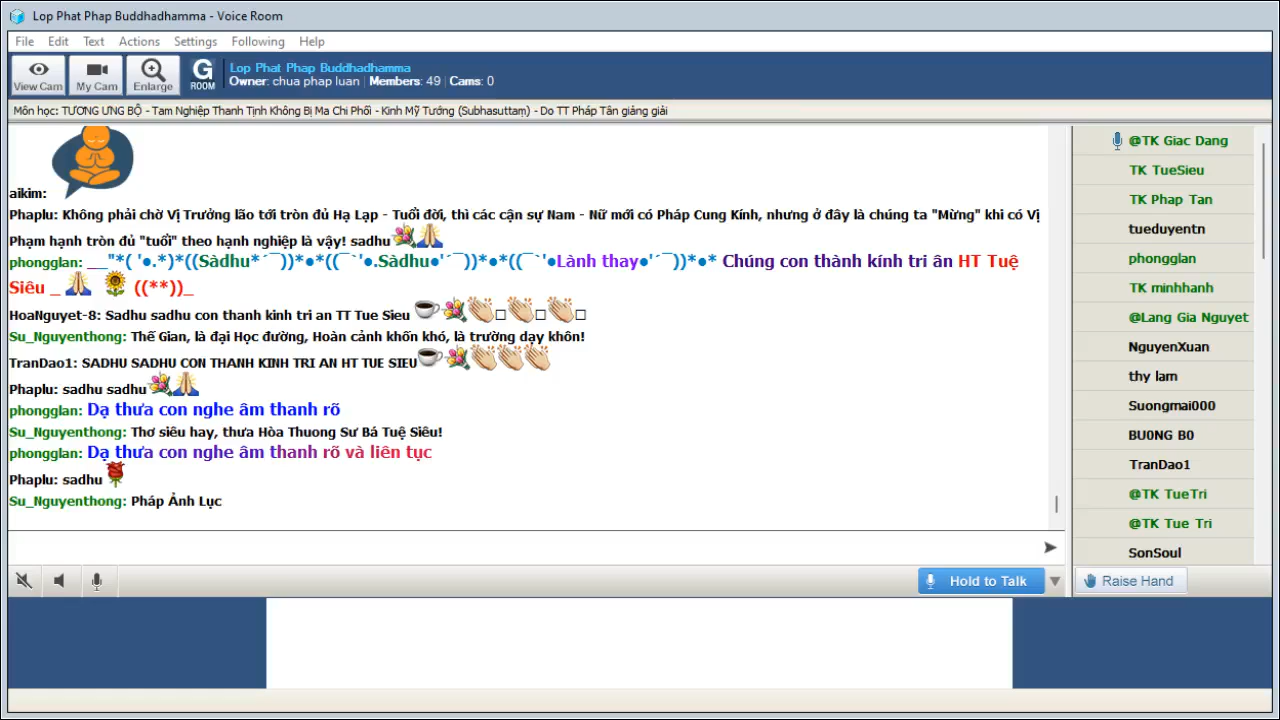 Lop Phat Phap Buddhadhamma - Voice Room
File Edit Text Actions Settings Following Help
View Cam My Cam Enlarge G ROOM
Lop Phat Phap Buddhadhamma
Owner: chua phap luan | Members: 49 | Cams: 0
Môn học: TƯƠNG ƯNG BỘ - Tam Nghiệp Thanh Tịnh Không Bị Ma Chi Phối - Kinh Mỹ Tướng (Subhasuttaṃ) - Do TT Pháp Tân giảng giải
aikim:
Phaplu: Không phải chờ Vị Trưởng lão tới tròn đủ Hạ Lạp - Tuổi đời, thì các cận sự Nam - Nữ mới có Pháp Cung Kính, nhưng ở đây là chúng ta "Mừng" khi có Vị
Phạm hạnh tròn đủ "tuổi" theo hạnh nghiệp là vậy! sadhu
phongglan: __"*( '●.*)*((Sàdhu*´¯))*●*((¯`'●.Sàdhu●'´¯))*●*((¯`'●Lành thay●'´¯))*●* Chúng con thành kính tri ân HT Tuệ
Siêu _ ((**))_
HoaNguyet-8: Sadhu sadhu con thanh kinh tri an TT Tue Sieu
Su_Nguyenthong: Thế Gian, là đại Học đường, Hoàn cảnh khốn khó, là trường dạy khôn!
TranDao1: SADHU SADHU CON THANH KINH TRI AN HT TUE SIEU
Phaplu: sadhu sadhu
phongglan: Dạ thưa con nghe âm thanh rõ
Su_Nguyenthong: Thơ siêu hay, thưa Hòa Thuong Sư Bá Tuệ Siêu!
phongglan: Dạ thưa con nghe âm thanh rõ và liên tục
Phaplu: sadhu
Su_Nguyenthong: Pháp Ảnh Lục
@TK Giac Dang
TK TueSieu
TK Phap Tan
tueduyentn
phongglan
TK minhhanh
@Lang Gia Nguyet
NguyenXuan
thy lam
Suongmai000
BU0NG B0
TranDao1
@TK TueTri
@TK Tue Tri
SonSoul
Hold to Talk
Raise Hand